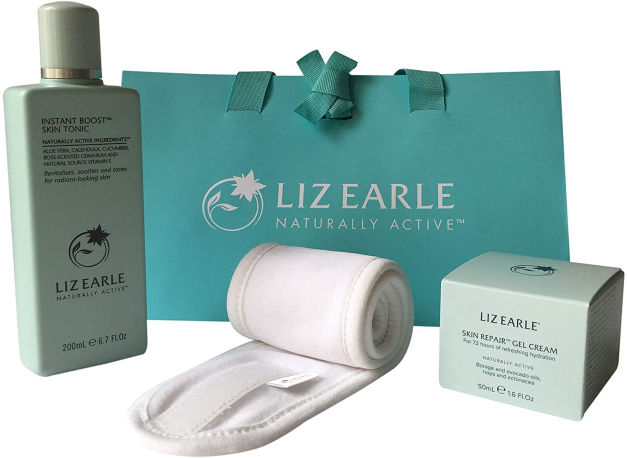 INSTANT BOOST™
SKIN TONIC
NATURALLY ACTIVE INGREDIENTS™
ALOE VERA, CALENDULA, CUCUMBER,
ROSE-SCENTED GERANIUM AND
NATURAL SOURCE VITAMIN E
Revitalises, soothes and tones
for radiant-looking skin
LIZ EARLE
NATURALLY ACTIVE™
200mL e 6.7 Fl.Oz
LIZ EARLE
NATURALLY ACTIVE™
LIZ EARLE
LIZ EARLE®
SKIN REPAIR™ GEL CREAM
For 72 hours of refreshing hydration
NATURALLY ACTIVE
Borage and avocado oils,
hops and echinacea
50mL e 1.6 Fl.Oz